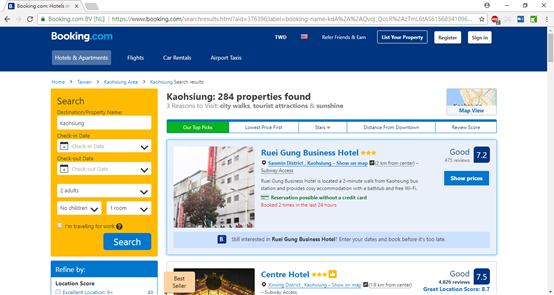 Booking.com: Hotels in
Booking.com BV [NL]
https://www.booking.com/searchresults.html?aid=376396;label=booking-name-
Booking.com
TWD
Refer Friends & Earn
List Your Property
Register
Sign in
Hotels & Apartments
Flights
Car Rentals
Airport Taxis
Home
Taiwan
Kaohsiung Area
Kaohsiung Search results
Search
Destination/Property Name:
Kaohsiung
Check-in Date
Check-in Date
Check-out Date
Check-out Date
2 adults
No children
1 room
I'm traveling for work
Search
Refine by:
Location Score
Excellent Location: 9+ 43
Kaohsiung: 284 properties found
3 Reasons to Visit: city walks, tourist attractions & sunshine
Map View
Our Top Picks
Lowest Price First
Stars
Distance From Downtown
Review Score
Ruei Gung Business Hotel
Sanmin District, Kaohsiung – Show on map (2 km from center) –
Subway Access
Ruei Gung Business Hotel is located a 2-minute walk from Kaohsiung bus
station and provides cosy accommodation with a bathtub and free Wi-Fi.
Reservation possible without a credit card
Booked 2 times in the last 24 hours
Good
475 reviews
7.2
Show prices
B. Still interested in Ruei Gung Business Hotel? Enter your dates and book before it's too late.
Best
Seller
Centre Hotel
Xinxing District, Kaohsiung – Show on map (1.8 km from center) –
Subway Access
Good
4,826 reviews
7.5
Great Location Score: 8.7